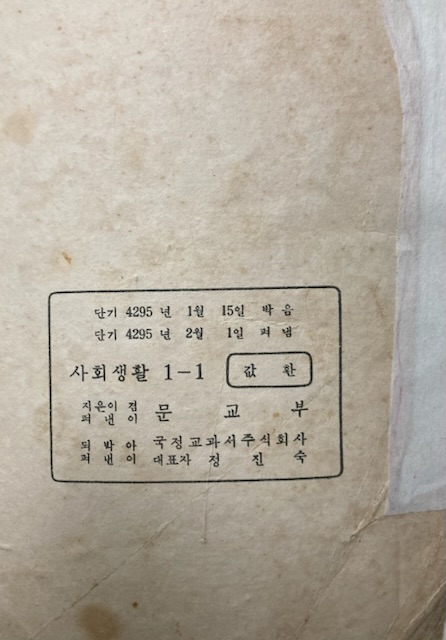 단기 4295 년 1월 15일 박음
단기 4295 년 2월 1일 펴냄
사회생활 1-1 값 환
지은이 겸
펴 낸 이 문 교 부
되 박 아 국정교과서주식회사
펴 낸 이 대표자 정 진 숙